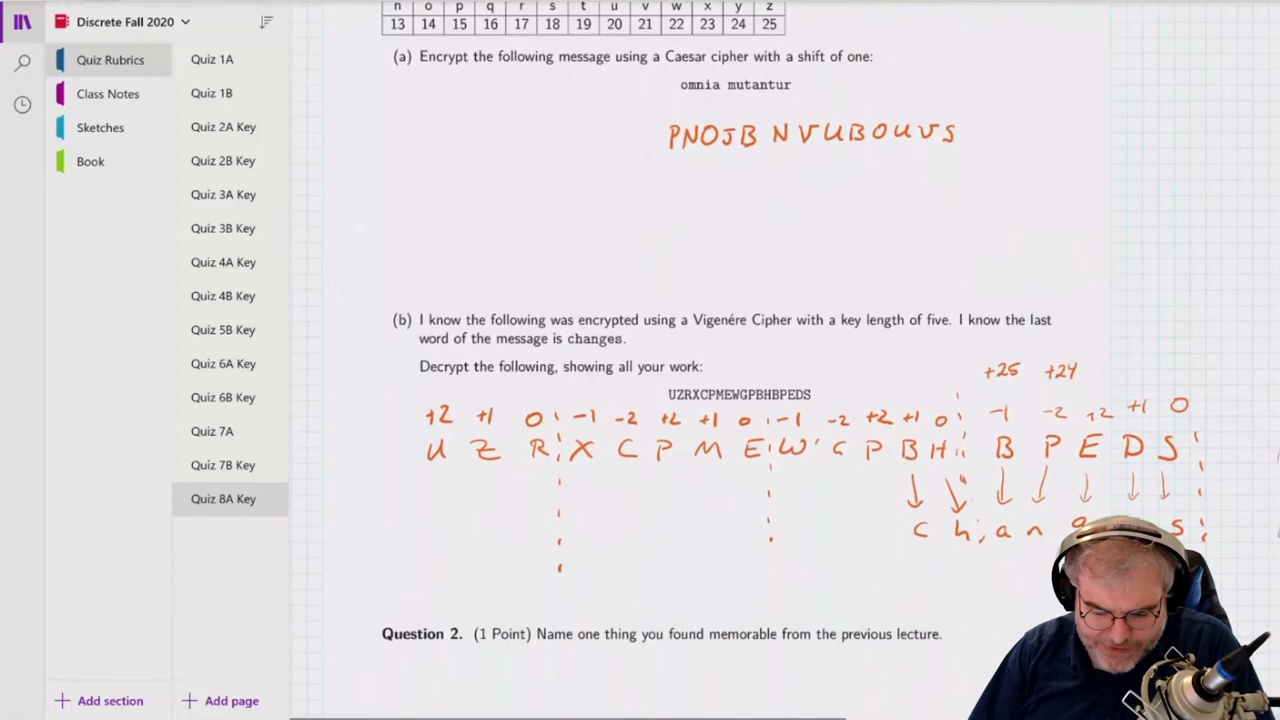 Discrete Fall 2020
Quiz Rubrics
Class Notes
Sketches
Book
Add section
Quiz 1A
Quiz 1B
Quiz 2A Key
Quiz 2B Key
Quiz 3A Key
Quiz 3B Key
Quiz 4A Key
Quiz 4B Key
Quiz 5B Key
Quiz 6A Key
Quiz 6B Key
Quiz 7A
Quiz 7B Key
Quiz 8A Key
Add page
n o p q r s t u v w x y z
13 14 15 16 17 18 19 20 21 22 23 24 25
(a) Encrypt the following message using a Caesar cipher with a shift of one:
omnia mutantur
PNOJB NVUBOUVS
(b) I know the following was encrypted using a Vigenére Cipher with a key length of five. I know the last
word of the message is changes.
Decrypt the following, showing all your work:
+25 +24
UZRXCPMEWGPBHBPEDS
+2 +1 0 -1 -2 +2 +1 0 -1 -2 +2 +1 0 -1 -2 +2 +1 0
U Z R X C P M E W G P B H B P E D S
c h a n s
Question 2. (1 Point) Name one thing you found memorable from the previous lecture.